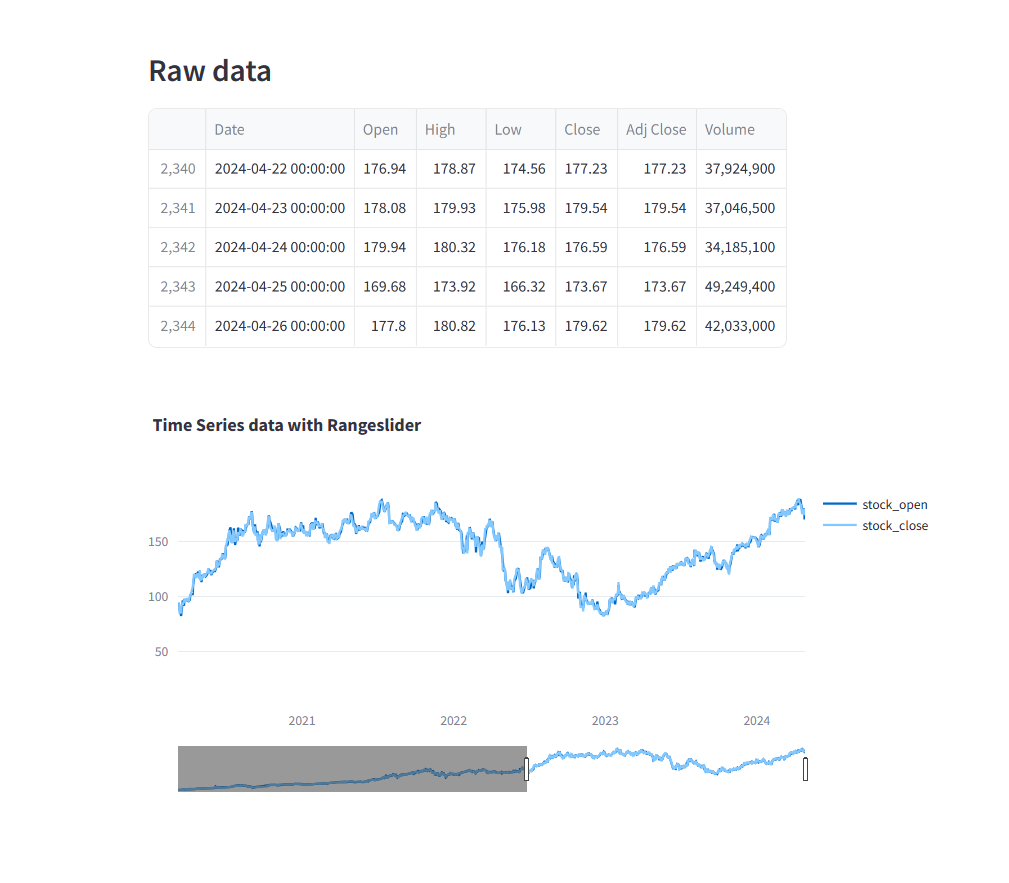 Raw data
Date Open High Low Close Adj Close Volume
2,340 2024-04-22 00:00:00 176.94 178.87 174.56 177.23 177.23 37,924,900
2,341 2024-04-23 00:00:00 178.08 179.93 175.98 179.54 179.54 37,046,500
2,342 2024-04-24 00:00:00 179.94 180.32 176.18 176.59 176.59 34,185,100
2,343 2024-04-25 00:00:00 169.68 173.92 166.32 173.67 173.67 49,249,400
2,344 2024-04-26 00:00:00 177.8 180.82 176.13 179.62 179.62 42,033,000
Time Series data with Rangeslider
stock_open
stock_close
150
100
50
2021 2022 2023 2024